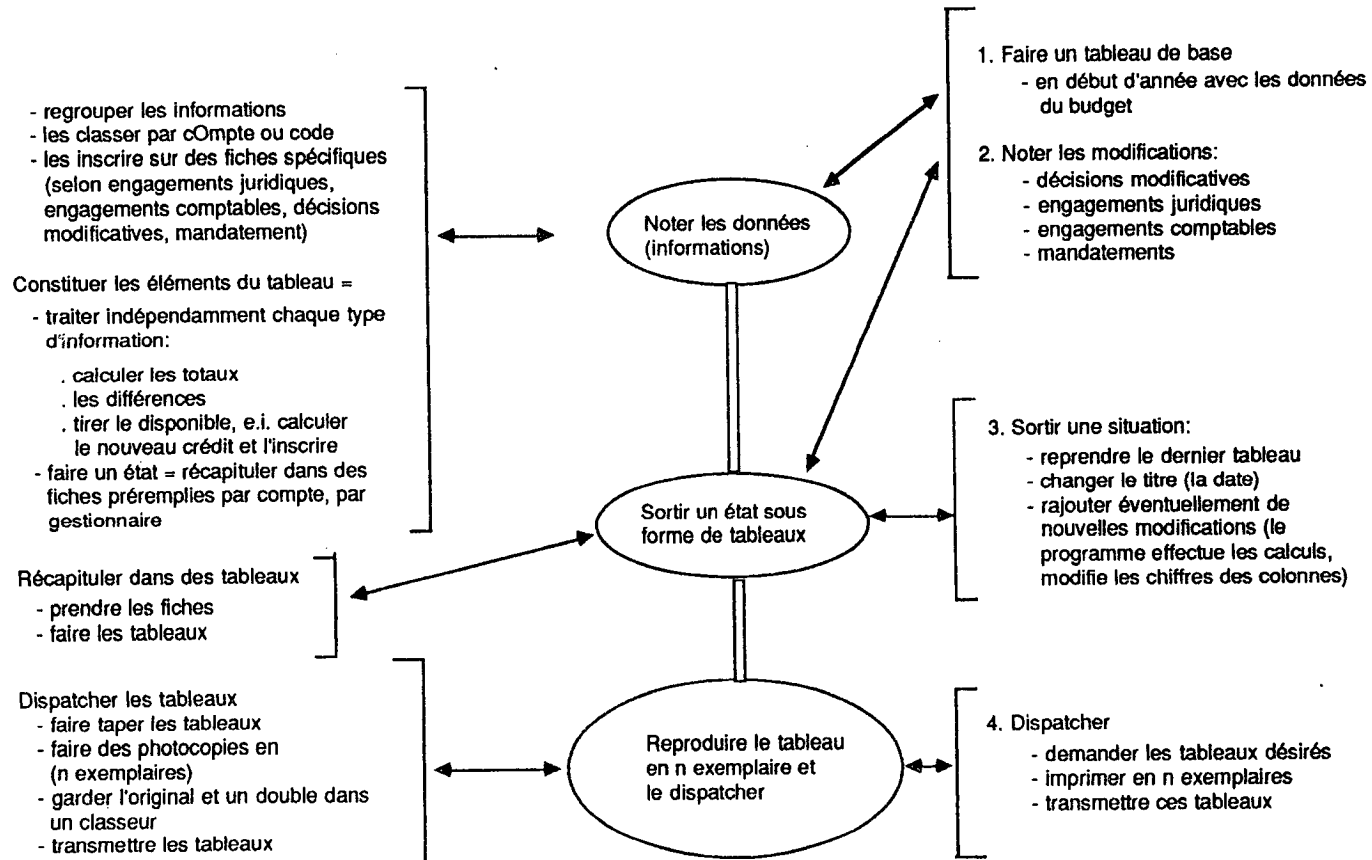 - regrouper les informations
- les classer par cOmpte ou code
- les inscrire sur des fiches spécifiques
(selon engagements juridiques,
engagements comptables, décisions
modificatives, mandatement)
Constituer les éléments du tableau =
- traiter indépendamment chaque type
d'information:
. calculer les totaux
. les différences
. tirer le disponible, e.i. calculer
le nouveau crédit et l'inscrire
- faire un état = récapituler dans des
fiches préremplies par compte, par
gestionnaire
Récapituler dans des tableaux
- prendre les fiches
- faire les tableaux
Dispatcher les tableaux
- faire taper les tableaux
- faire des photocopies en
(n exemplaires)
- garder l'original et un double dans
un classeur
- transmettre les tableaux
Noter les données
(informations)
Sortir un état sous
forme de tableaux
Reproduire le tableau
en n exemplaire et
le dispatcher
1. Faire un tableau de base
- en début d'année avec les données
du budget
2. Noter les modifications:
- décisions modificatives
- engagements juridiques
- engagements comptables
- mandatements
3. Sortir une situation:
- reprendre le dernier tableau
- changer le titre (la date)
- rajouter éventuellement de
nouvelles modifications (le
programme effectue les calculs,
modifie les chiffres des colonnes)
4. Dispatcher
- demander les tableaux désirés
- imprimer en n exemplaires
- transmettre ces tableaux